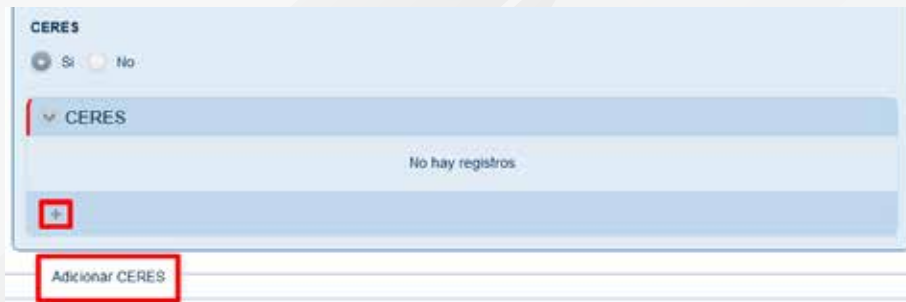 CERES
Si No
CERES
No hay registros
+
Adicionar CERES